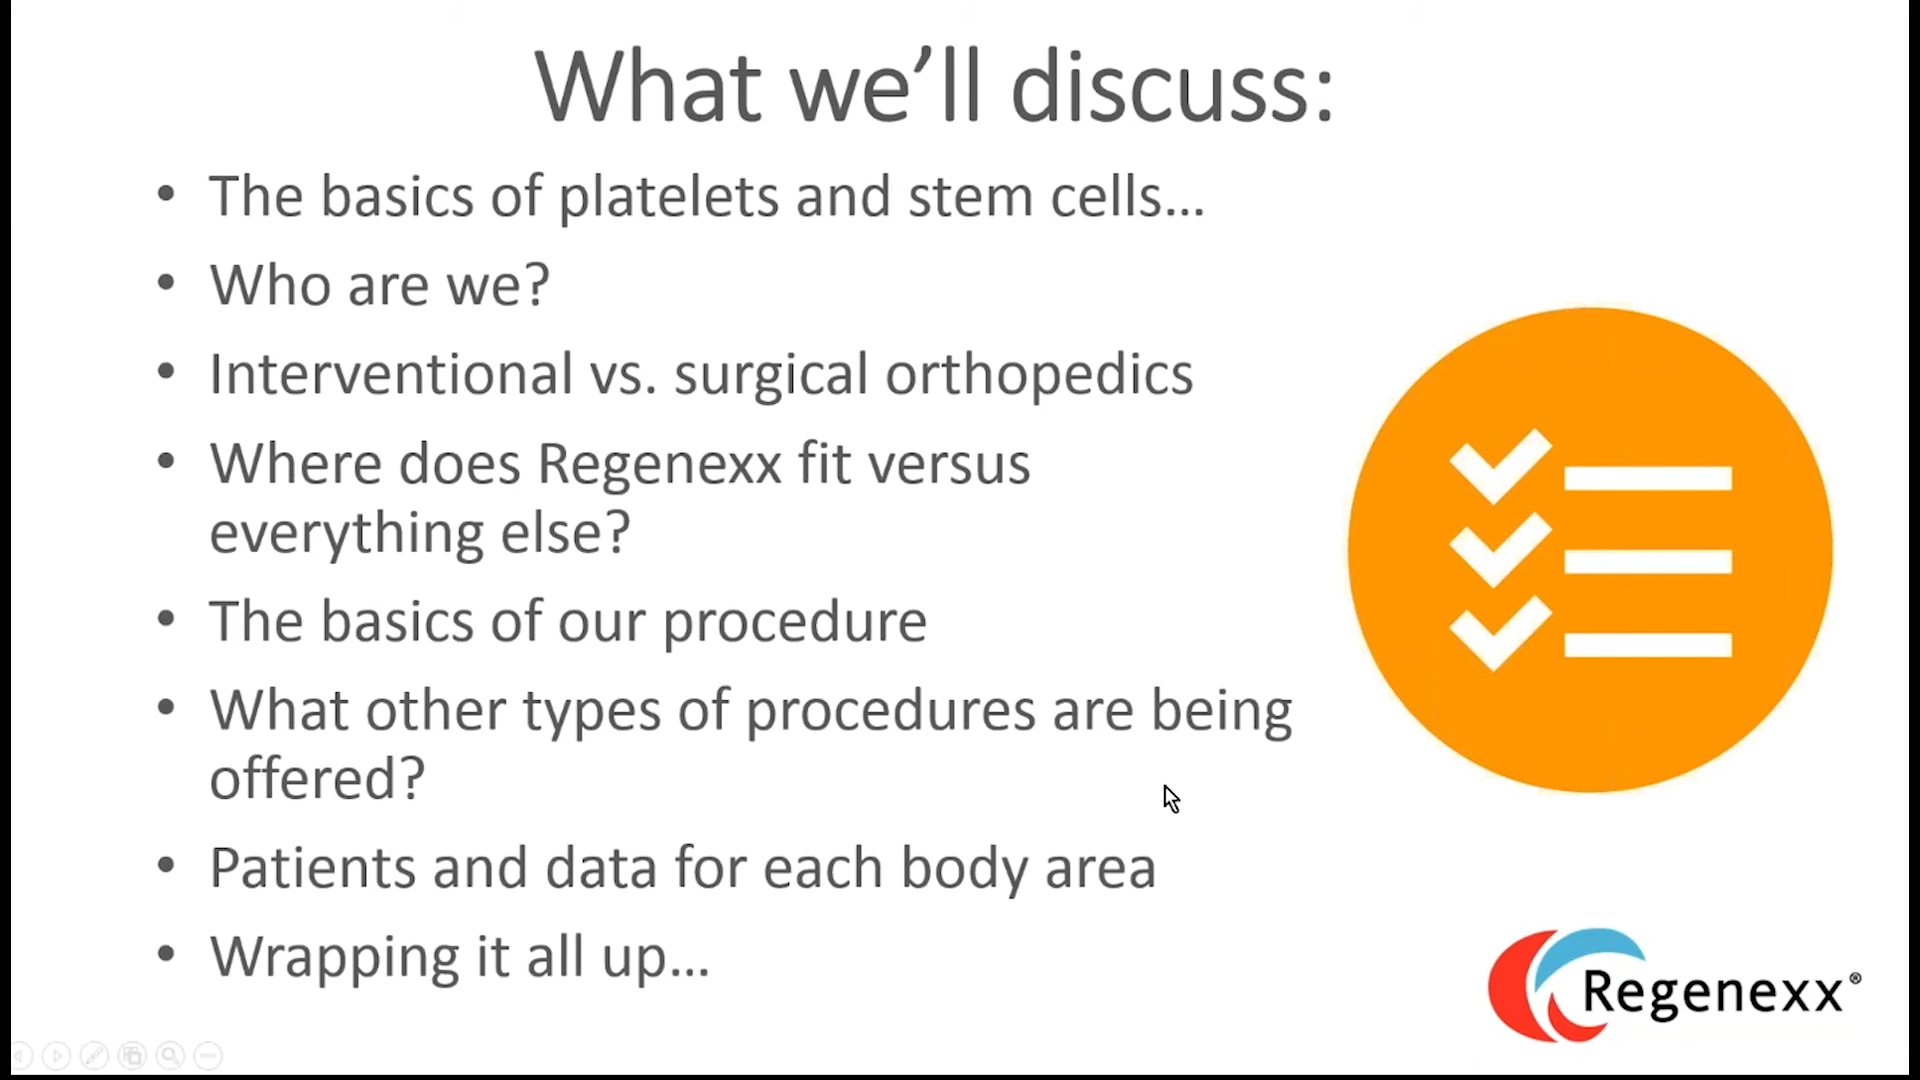 What we’ll discuss:
• The basics of platelets and stem cells…
• Who are we?
• Interventional vs. surgical orthopedics
• Where does Regenexx fit versus
everything else?
• The basics of our procedure
• What other types of procedures are being
offered?
• Patients and data for each body area
• Wrapping it all up…
Regenexx®